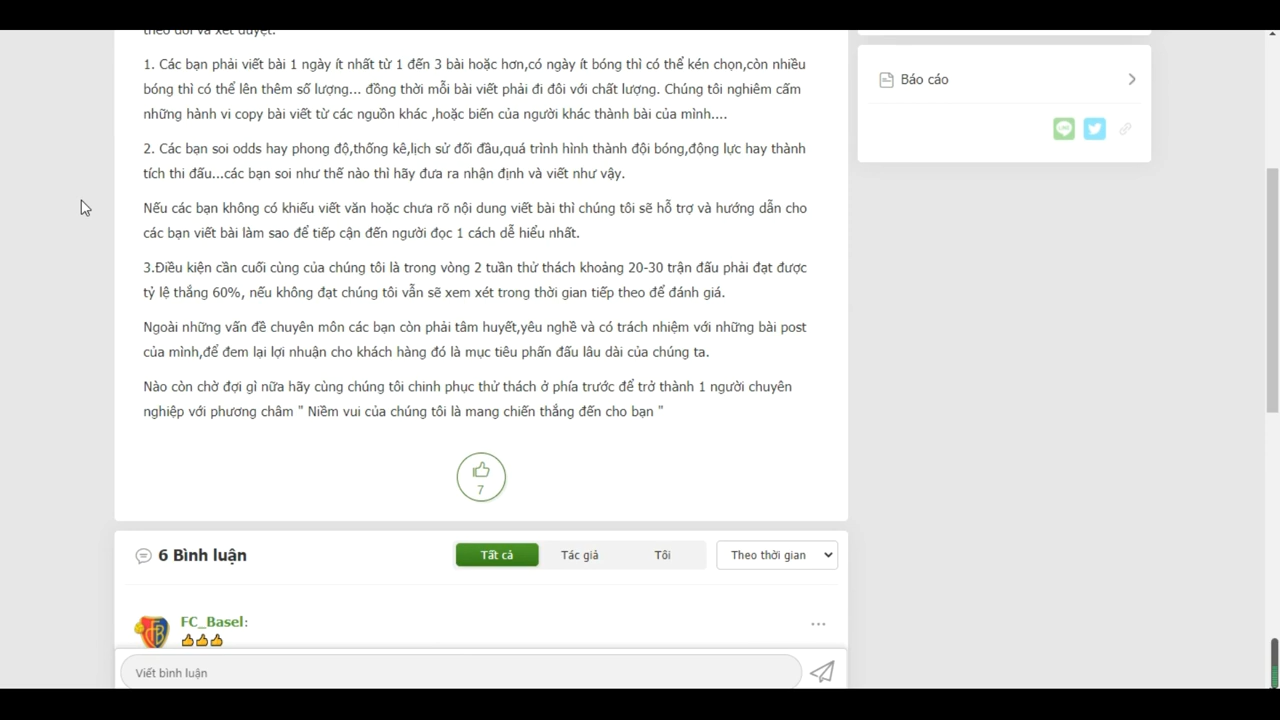 theo dõi và xét duyệt.
1. Các bạn phải viết bài 1 ngày ít nhất từ 1 đến 3 bài hoặc hơn,có ngày ít bóng thì có thể kén chọn,còn nhiều
bóng thì có thể lên thêm số lượng... đồng thời mỗi bài viết phải đi đôi với chất lượng. Chúng tôi nghiêm cấm
những hành vi copy bài viết từ các nguồn khác ,hoặc biến của người khác thành bài của mình....
2. Các bạn soi odds hay phong độ,thống kê,lịch sử đối đầu,quá trình hình thành đội bóng,động lực hay thành
tích thi đấu...các bạn soi như thế nào thì hãy đưa ra nhận định và viết như vậy.
Nếu các bạn không có khiếu viết văn hoặc chưa rõ nội dung viết bài thì chúng tôi sẽ hỗ trợ và hướng dẫn cho
các bạn viết bài làm sao để tiếp cận đến người đọc 1 cách dễ hiểu nhất.
3.Điều kiện cần cuối cùng của chúng tôi là trong vòng 2 tuần thử thách khoảng 20-30 trận đấu phải đạt được
tỷ lệ thắng 60%, nếu không đạt chúng tôi vẫn sẽ xem xét trong thời gian tiếp theo để đánh giá.
Ngoài những vấn đề chuyên môn các bạn còn phải tâm huyết,yêu nghề và có trách nhiệm với những bài post
của mình,để đem lại lợi nhuận cho khách hàng đó là mục tiêu phấn đấu lâu dài của chúng ta.
Nào còn chờ đợi gì nữa hãy cùng chúng tôi chinh phục thử thách ở phía trước để trở thành 1 người chuyên
nghiệp với phương châm " Niềm vui của chúng tôi là mang chiến thắng đến cho bạn "
7
6 Bình luận
Tất cả
Tác giả
Tôi
Theo thời gian
FC_Basel:
Viết bình luận
Báo cáo